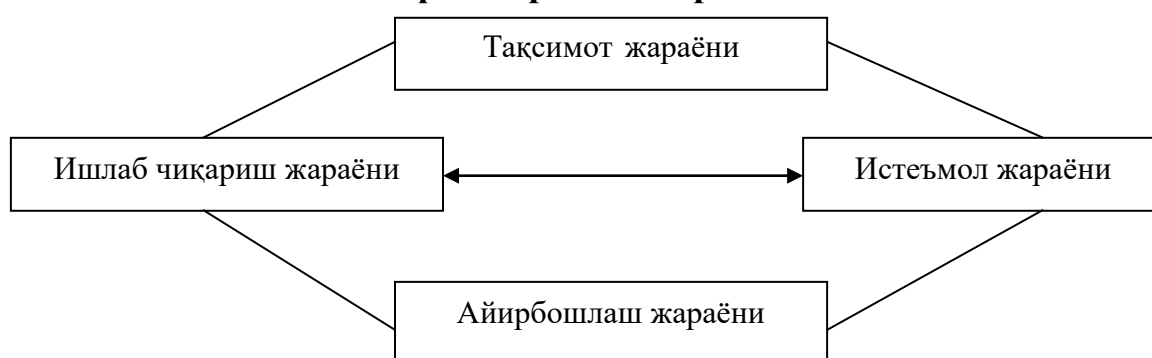 Тақсимот жараёни
Ишлаб чиқариш жараёни
Истеъмол жараёни
Айирбошлаш жараёни